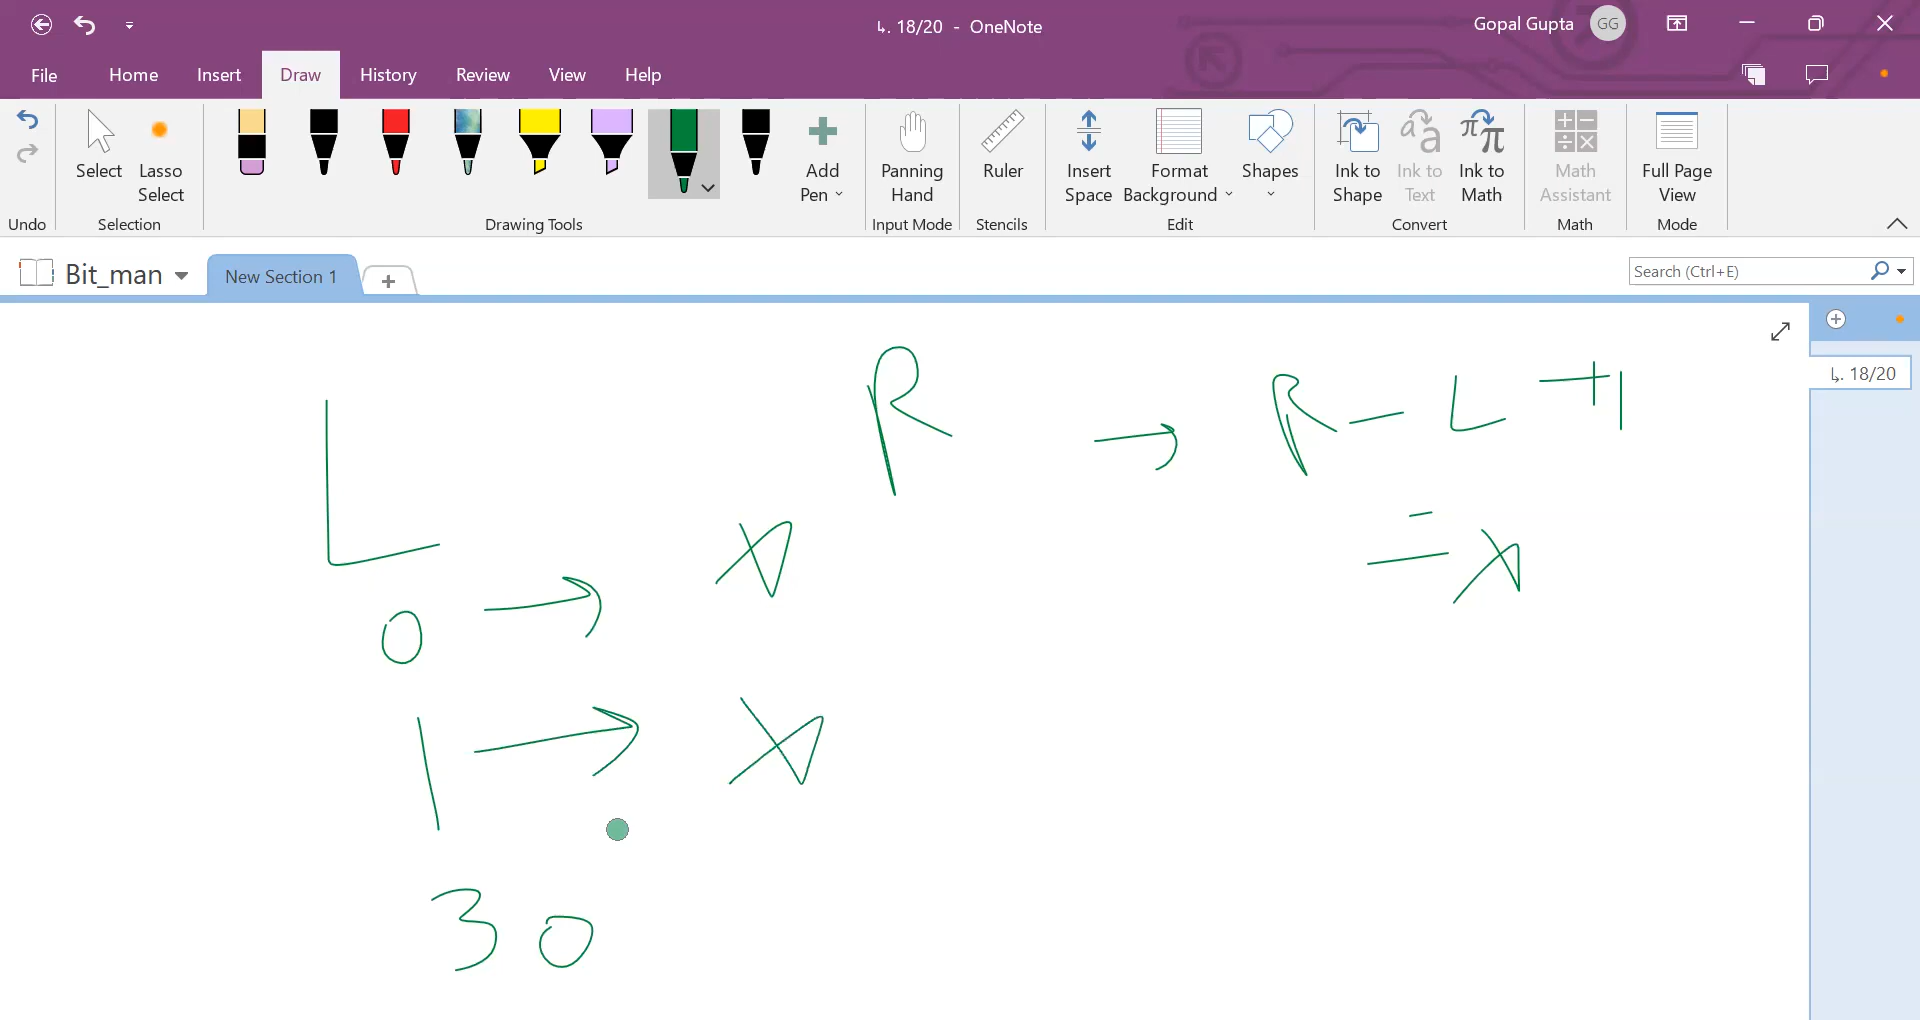 ↳. 18/20 - OneNote
Gopal Gupta GG
File Home Insert Draw History Review View Help
Select
Lasso Select
Add Pen
Panning Hand
Ruler
Insert Space
Format Background
Shapes
Ink to Shape
Ink to Text
Ink to Math
Math Assistant
Full Page View
Undo Selection Drawing Tools Input Mode Stencils Edit Convert Math Mode
Bit_man New Section 1 +
Search (Ctrl+E)
↳. 18/20
L R → R - L + 1
= x
0 → x
1 → x
30